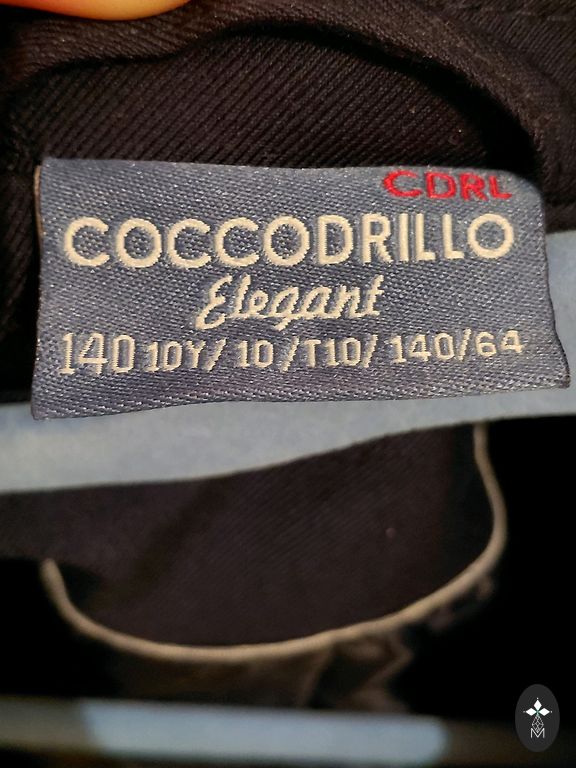 CDRL
COCCODRILLO
Elegant
140 10Y/ 10 /T10/ 140/64
M